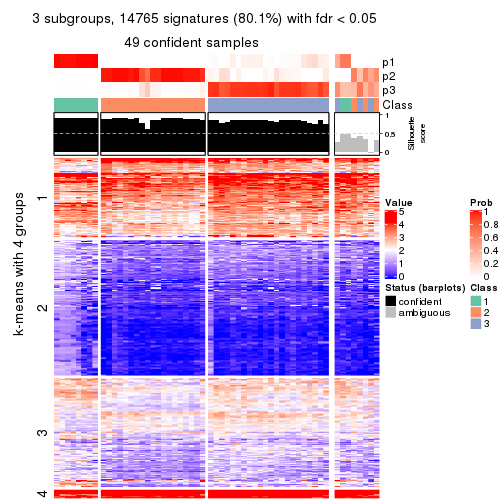 3 subgroups, 14765 signatures (80.1%) with fdr < 0.05
49 confident samples
p1
p2
p3
Class
1
0.5
0
Silhouette
score
k-means with 4 groups
1
2
3
4
Value
5
4
3
2
1
0
Prob
1
0.8
0.6
0.4
0.2
0
Status (barplots)
confident
ambiguous
Class
1
2
3